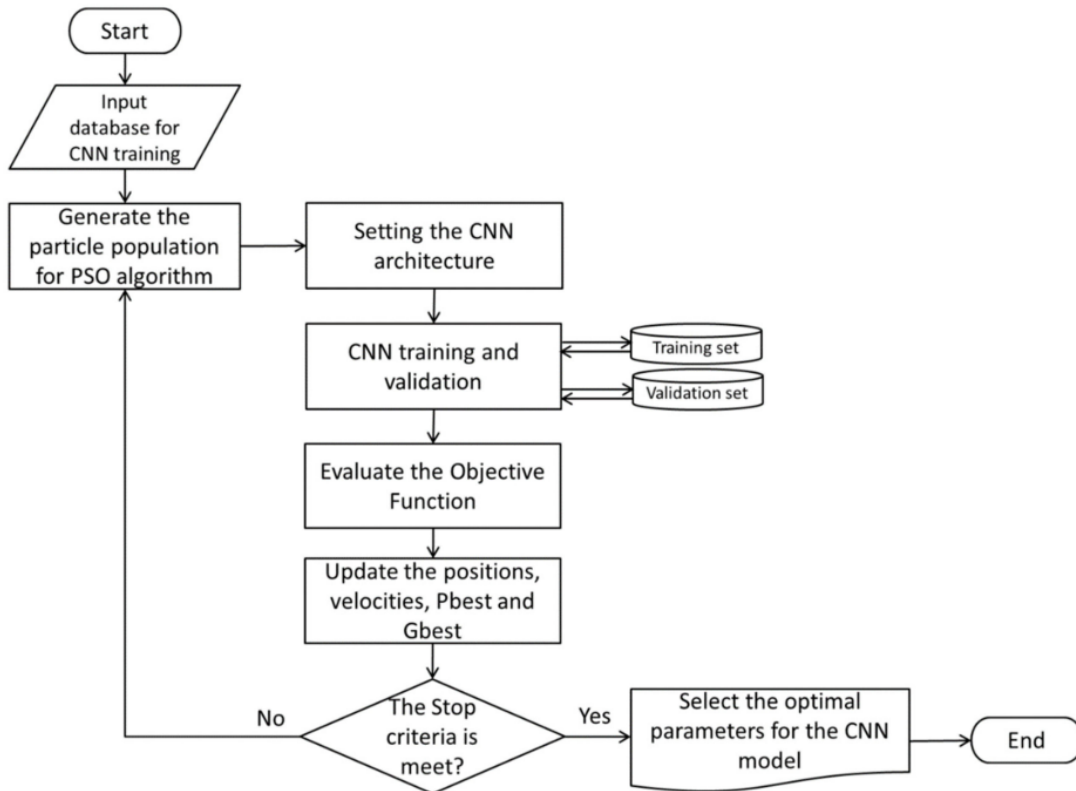 Start
Input
database for
CNN training
Generate the
particle population
for PSO algorithm
Setting the CNN
architecture
CNN training and
validation
Training set
Validation set
Evaluate the Objective
Function
Update the positions,
velocities, Pbest and
Gbest
The Stop
criteria is
meet?
No
Yes
Select the optimal
parameters for the CNN
model
End